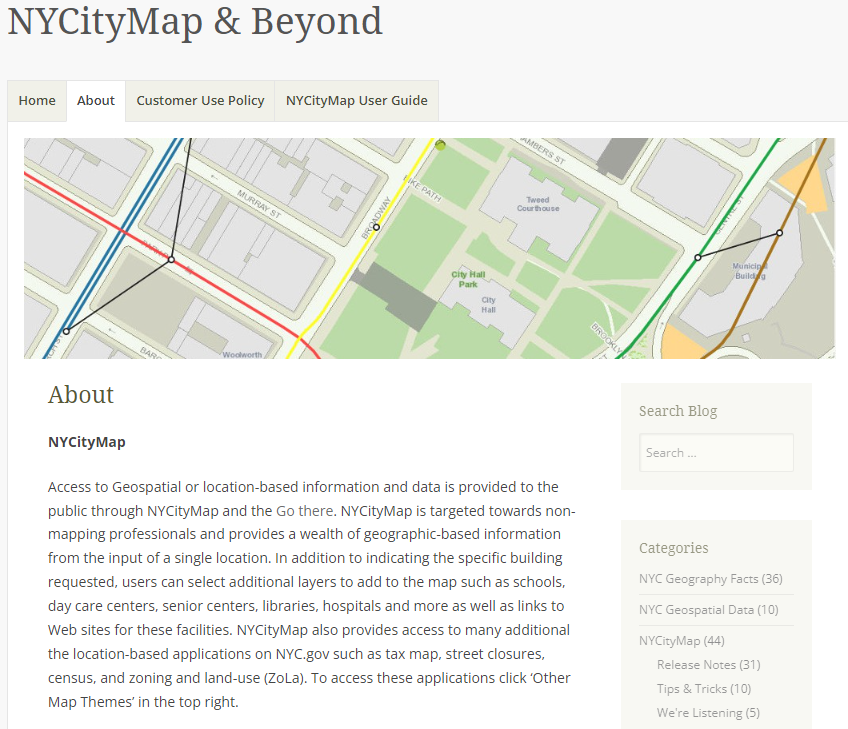 NYCityMap & Beyond
Home
About
Customer Use Policy
NYCityMap User Guide
MURRAY ST
BROADWAY
BIKE PATH
Tweed
Courthouse
City Hall
Park
City
Hall
Municipal
Building
Woolworth
About
NYCityMap
Access to Geospatial or location-based information and data is provided to the
public through NYCityMap and the Go there. NYCityMap is targeted towards non-
mapping professionals and provides a wealth of geographic-based information
from the input of a single location. In addition to indicating the specific building
requested, users can select additional layers to add to the map such as schools,
day care centers, senior centers, libraries, hospitals and more as well as links to
Web sites for these facilities. NYCityMap also provides access to many additional
the location-based applications on NYC.gov such as tax map, street closures,
census, and zoning and land-use (ZoLa). To access these applications click ‘Other
Map Themes’ in the top right.
Search Blog
Search ...
Categories
NYC Geography Facts (36)
NYC Geospatial Data (10)
NYCityMap (44)
Release Notes (31)
Tips & Tricks (10)
We're Listening (5)